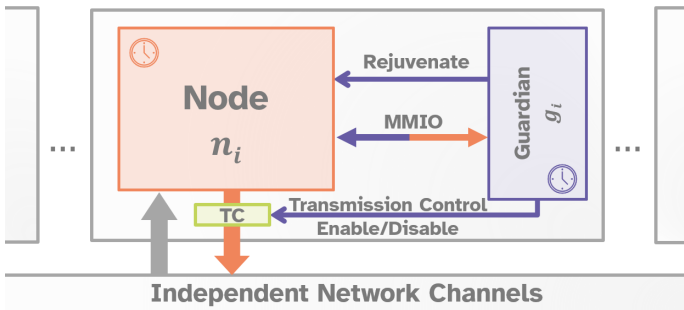 Node
n_i
Rejuvenate
MMIO
Guardian
g_i
...
...
TC
Transmission Control
Enable/Disable
Independent Network Channels